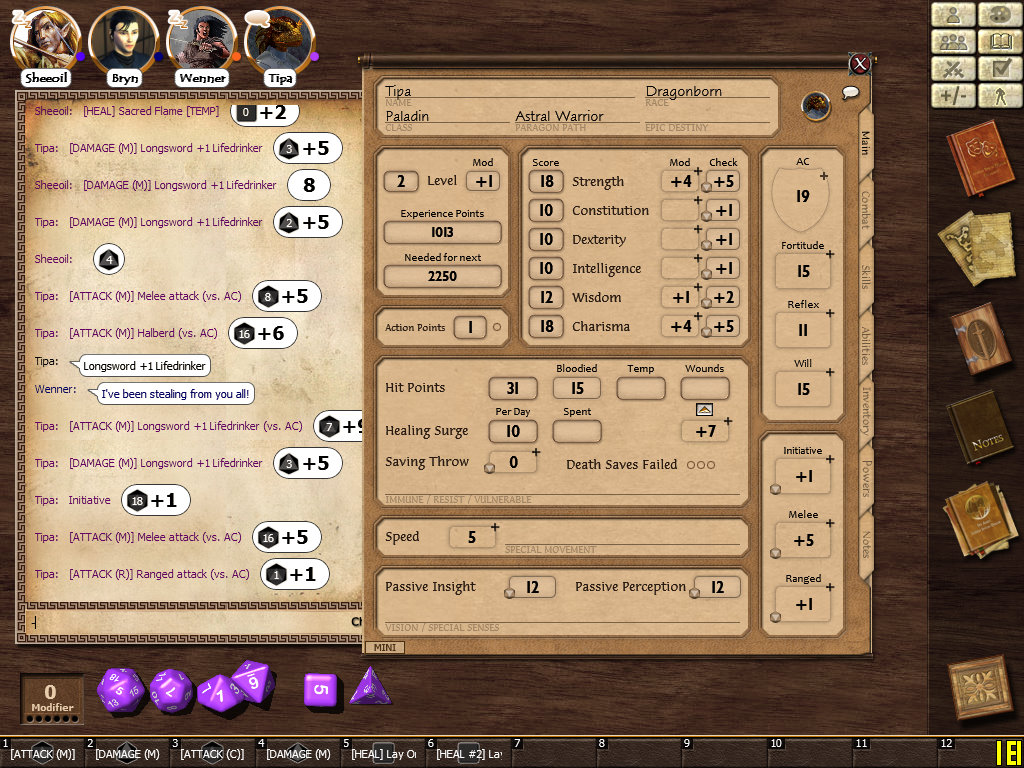 Sheeoil
Bryn
Wenner
Tipa
Sheeoil: [HEAL] Sacred Flame [TEMP] 0 +2
Tipa: [DAMAGE (M)] Longsword +1 Lifedrinker 3 +5
Sheeoil: [DAMAGE (M)] Longsword +1 Lifedrinker 8
Tipa: [DAMAGE (M)] Longsword +1 Lifedrinker 2 +5
Sheeoil: 4
Tipa: [ATTACK (M)] Melee attack (vs. AC) 8 +5
Tipa: [ATTACK (M)] Halberd (vs. AC) 16 +6
Tipa: Longsword +1 Lifedrinker
Wenner: I've been stealing from you all!
Tipa: [ATTACK (M)] Longsword +1 Lifedrinker (vs. AC) 7
Tipa: [DAMAGE (M)] Longsword +1 Lifedrinker 3 +5
Tipa: Initiative 18 +1
Tipa: [ATTACK (M)] Melee attack (vs. AC) 16 +5
Tipa: [ATTACK (R)] Ranged attack (vs. AC) 1 +1
Tipa Dragonborn
NAME RACE
Paladin Astral Warrior
CLASS PARAGON PATH EPIC DESTINY
Mod
2 Level +1
Experience Points
1013
Needed for next
2250
Action Points 1
Score Mod Check
18 Strength +4 +5
10 Constitution +1
10 Dexterity +1
10 Intelligence +1
12 Wisdom +1 +2
18 Charisma +4 +5
AC
19
Fortitude
15
Reflex
11
Will
15
Bloodied Temp Wounds
Hit Points 31 15
Per Day Spent
Healing Surge 10 +7
Saving Throw 0 Death Saves Failed
IMMUNE / RESIST / VULNERABLE
Speed 5
SPECIAL MOVEMENT
Passive Insight 12 Passive Perception 12
VISION / SPECIAL SENSES
Initiative
+1
Melee
+5
Ranged
+1
MINI
Main
Combat
Skills
Abilities
Inventory
Powers
Notes
+/-
NOTES
0
Modifier
1 [ATTACK (M)]
2 [DAMAGE (M)
3 [ATTACK (C)]
4 [DAMAGE (M)
5 [HEAL] Lay O
6 [HEAL #2] La
7
8
9
10
11
12